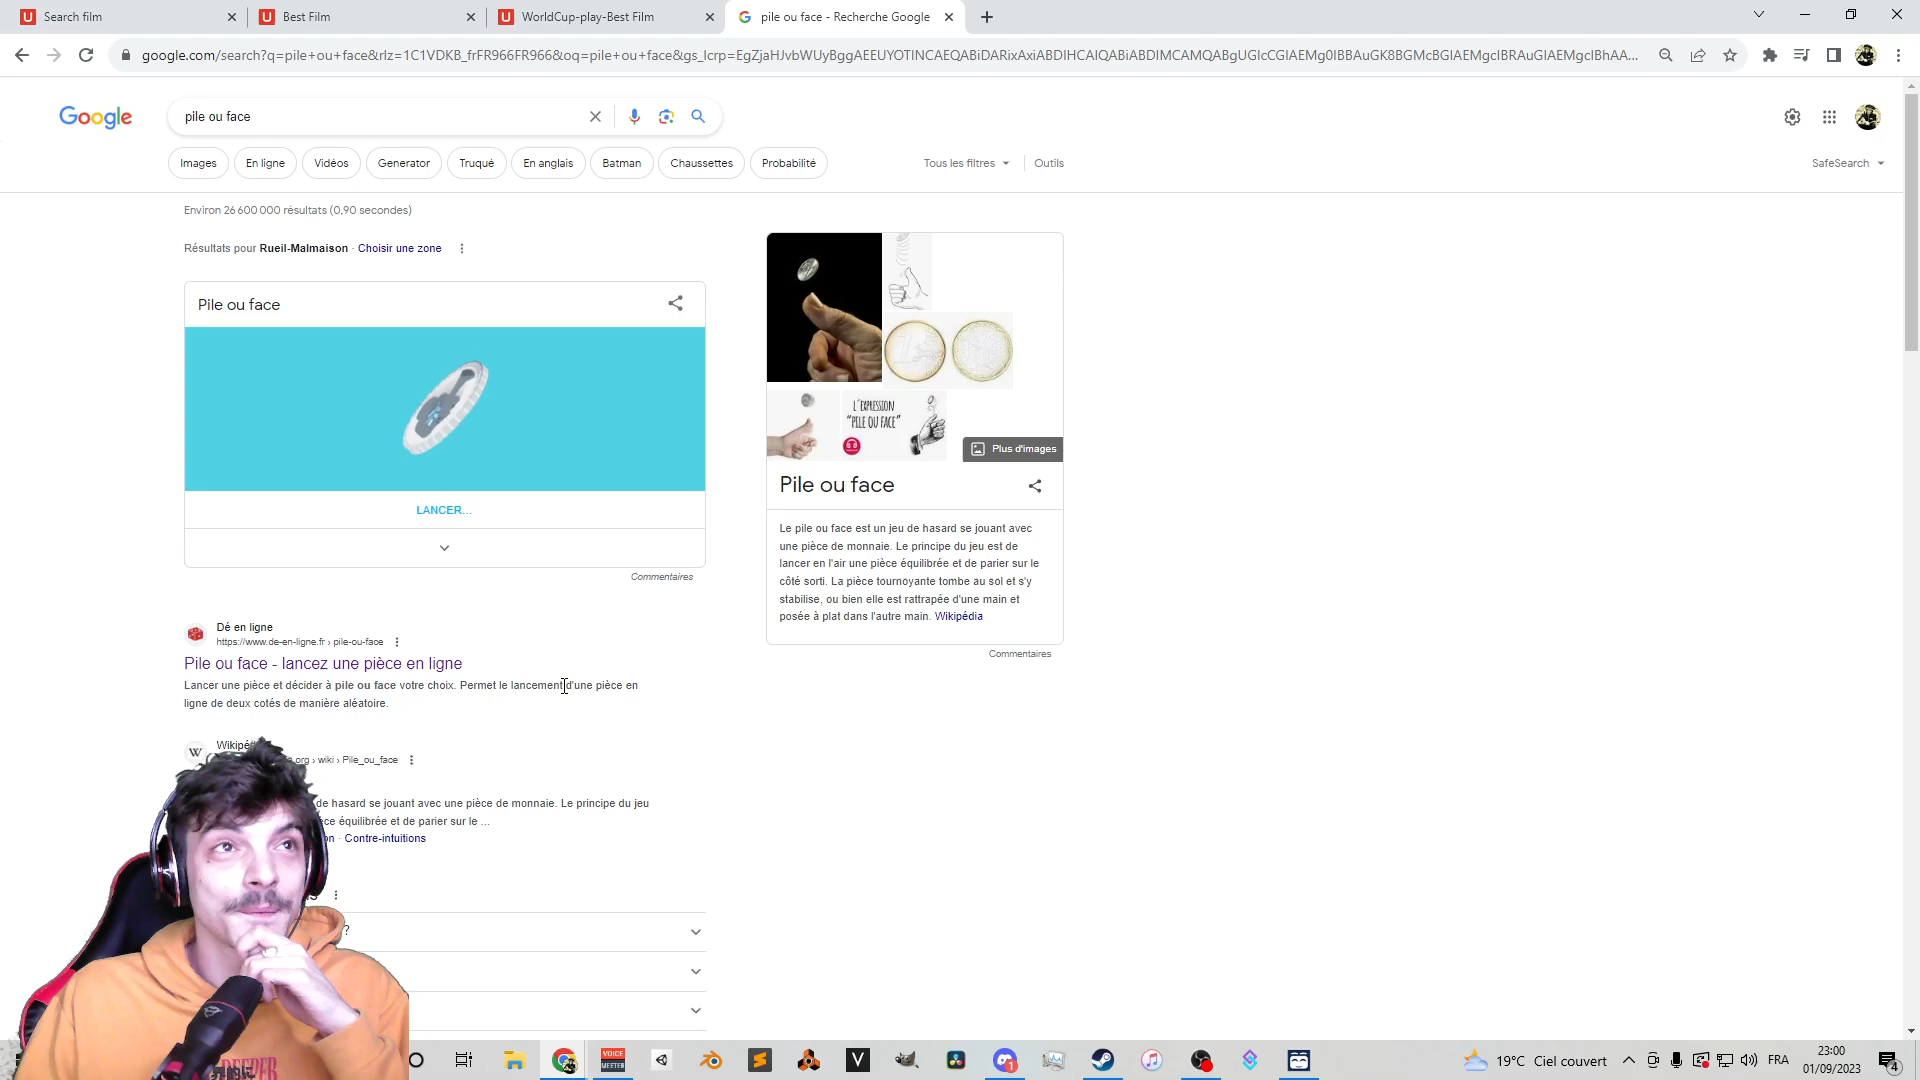 Search film
Best Film
WorldCup-play-Best Film
pile ou face - Recherche Google
google.com/search?q=pile+ou+face&rlz=1C1VDKB_frFR966FR966&oq=pile+ou+face&gs_lcrp=EgZjaHJvbWUyBggAEEUYOTINCAEQABiDARixAxiABDIHCAIQABiABDIMCAMQABgUGIcCGIAEMg0IBBAuGK8BGMcBGIAEMgcIBRAuGIAEMgcIBhAA...
Google
pile ou face
Images
En ligne
Vidéos
Generator
Truqué
En anglais
Batman
Chaussettes
Probabilité
Tous les filtres
Outils
SafeSearch
Environ 26 600 000 résultats (0,90 secondes)
Résultats pour Rueil-Malmaison · Choisir une zone
Pile ou face
LANCER...
Commentaires
L'EXPRESSION
"PILE OU FACE"
Plus d'images
Pile ou face
Le pile ou face est un jeu de hasard se jouant avec
une pièce de monnaie. Le principe du jeu est de
lancer en l'air une pièce équilibrée et de parier sur le
côté sorti. La pièce tournoyante tombe au sol et s'y
stabilise, ou bien elle est rattrapée d'une main et
posée à plat dans l'autre main. Wikipédia
Commentaires
Dé en ligne
https://www.de-en-ligne.fr › pile-ou-face
Pile ou face - lancez une pièce en ligne
Lancer une pièce et décider à pile ou face votre choix. Permet le lancement d'une pièce en
ligne de deux cotés de manière aléatoire.
W
Wikipé
.org › wiki › Pile_ou_face
de hasard se jouant avec une pièce de monnaie. Le principe du jeu
équilibrée et de parier sur le ...
· Contre-intuitions
?
VOICE
MEETER
V
1
19°C Ciel couvert
FRA
23:00
01/09/2023
4